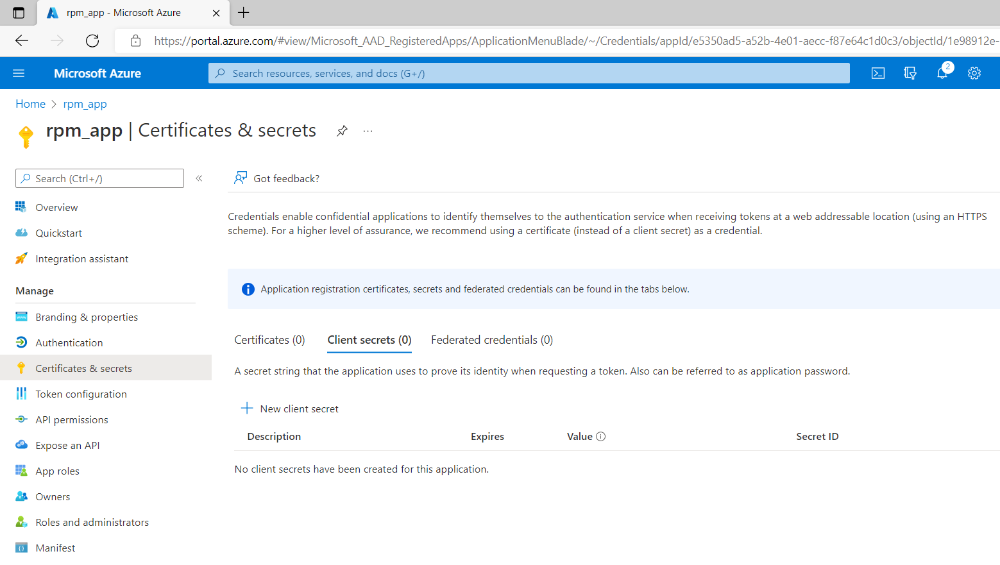 rpm_app - Microsoft Azure
https://portal.azure.com/#view/Microsoft_AAD_RegisteredApps/ApplicationMenuBlade/~/Credentials/appId/e5350ad5-a52b-4e01-aecc-f87e64c1d0c3/objectId/1e98912e-
Microsoft Azure
Search resources, services, and docs (G+/)
2
Home > rpm_app
rpm_app | Certificates & secrets
Search (Ctrl+/)
Overview
Quickstart
Integration assistant
Manage
Branding & properties
Authentication
Certificates & secrets
Token configuration
API permissions
Expose an API
App roles
Owners
Roles and administrators
Manifest
Got feedback?
Credentials enable confidential applications to identify themselves to the authentication service when receiving tokens at a web addressable location (using an HTTPS
scheme). For a higher level of assurance, we recommend using a certificate (instead of a client secret) as a credential.
Application registration certificates, secrets and federated credentials can be found in the tabs below.
Certificates (0) Client secrets (0) Federated credentials (0)
A secret string that the application uses to prove its identity when requesting a token. Also can be referred to as application password.
New client secret
Description Expires Value Secret ID
No client secrets have been created for this application.